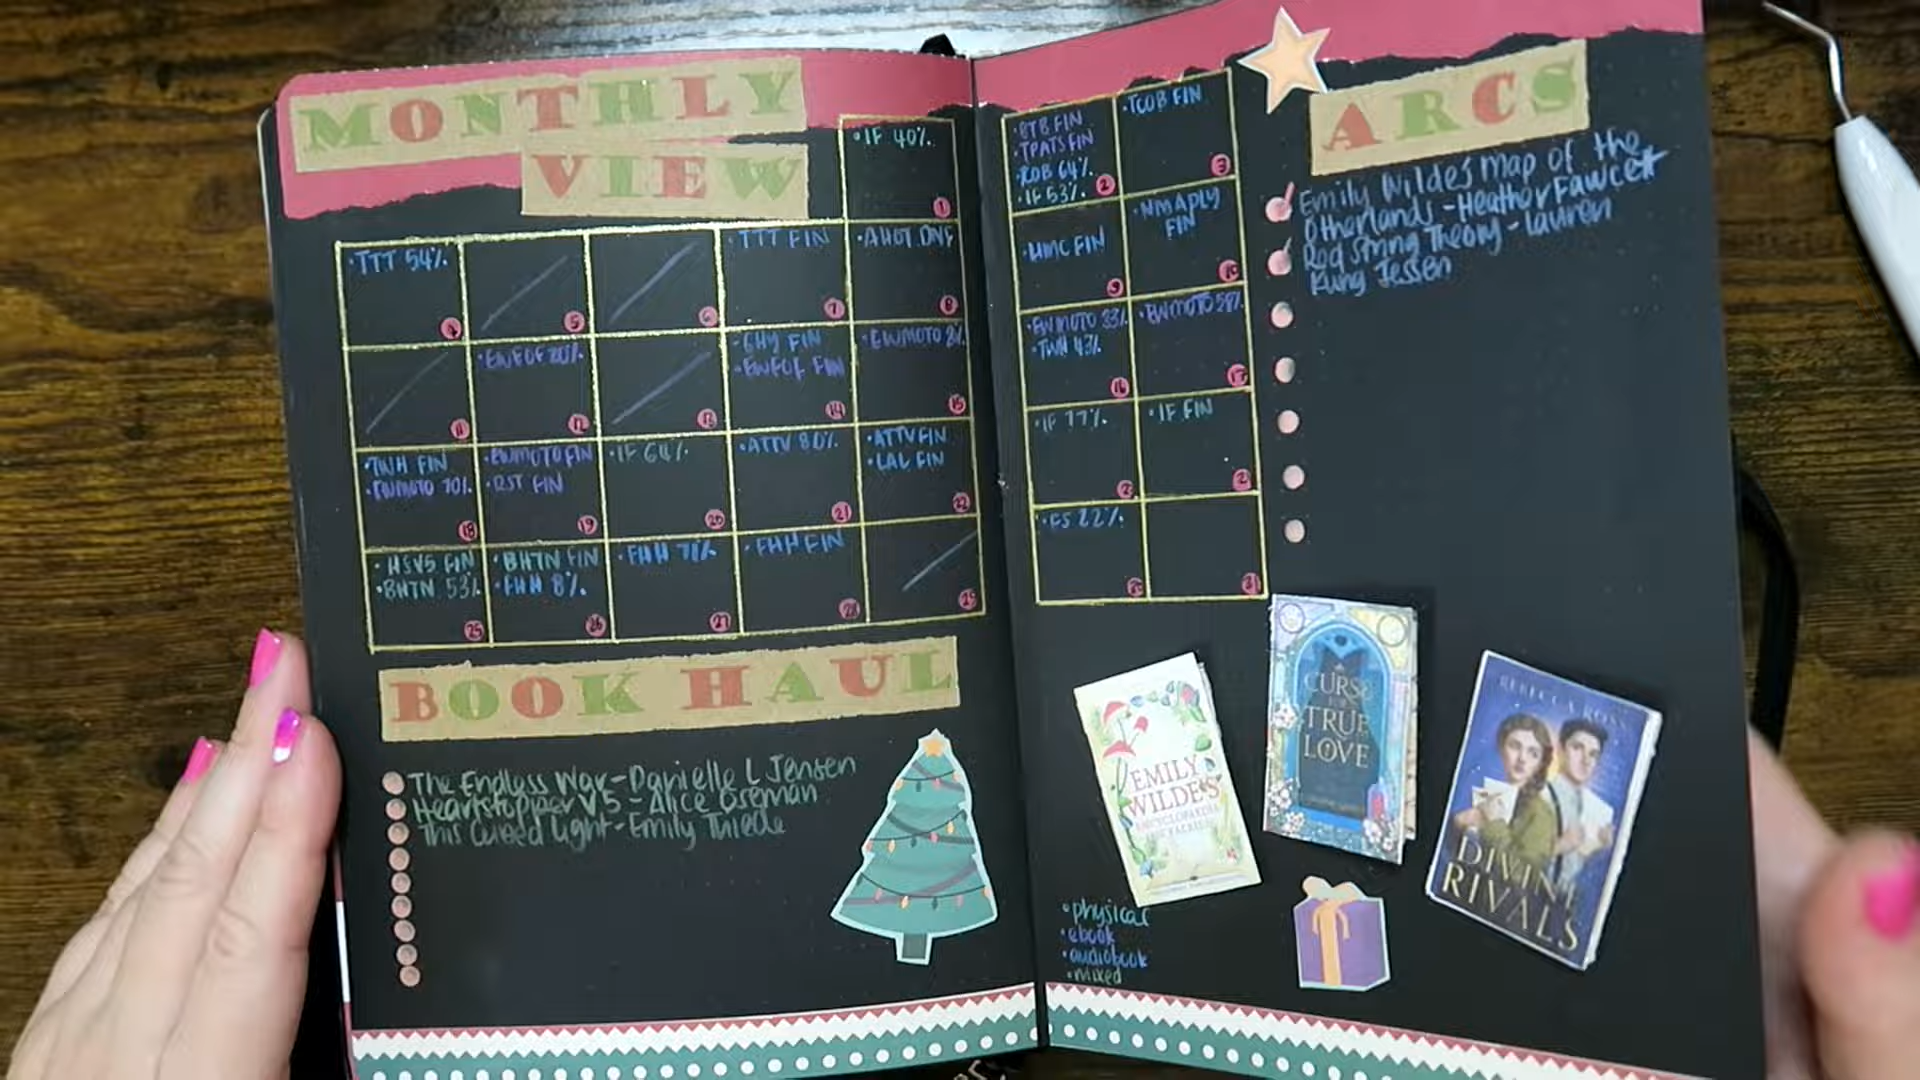 MONTHLY
VIEW
• IF 40%.
1
• TTT 54%
4
5
6
• TTT FIN
7
• AHOT DNF
8
11
• EWEOF 20%.
12
13
• GHY FIN
• EWEOF FIN
14
• EWMOTO 8%
15
• TWH FIN
• EWMOTO 70%.
18
• EWMOTO FIN
• RST FIN
19
• IF 64%.
20
• ATTV 80%.
21
• ATTV FIN
• LAL FIN
22
• HSV5 FIN
• BHTN 53%
25
• BHTN FIN
• FHH 8%.
26
• FHH 71%
27
• FHH FIN
28
29
BOOK HAUL
The Endless War - Danielle L Jensen
Heartstopper V5 - Alice Oseman
This Cursed Light - Emily Thiede
• BTB FIN
• TPATS FIN
• ROB 64%
• IF 53%.
2
• TCOB FIN
3
• HMC FIN
9
• NMAPLY
FIN
10
• EWMOTO 33%.
• TWH 43%.
16
• EWMOTO 58%.
17
• IF 77%.
• IF FIN
• FS 22%.
31
ARCS
Emily Wilde's Map of the
Otherlands - Heather Fawcett
Red String Theory - Lauren
Kung Jessen
EMILY
WILDE'S
ENCYCLOPAEDIA
A
CURSE
TRUE
LOVE
REBECCA ROSS
DIVINE
RIVALS
• physical
• ebook
• audiobook
• mixed